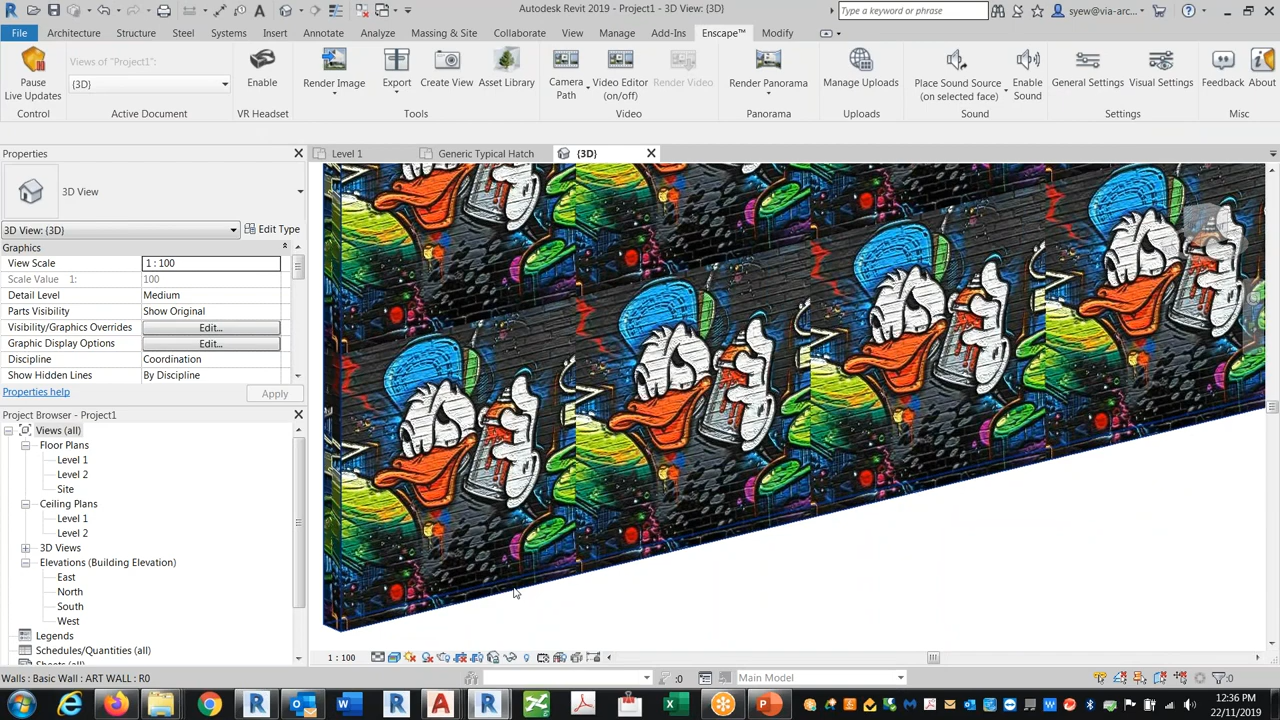 Autodesk Revit 2019 - Project1 - 3D View: {3D}
Type a keyword or phrase
syew@via-arc...
File Architecture Structure Steel Systems Insert Annotate Analyze Massing & Site Collaborate View Manage Add-Ins Enscape™ Modify
Pause
Live Updates
Views of "Project1":
{3D}
Enable
Render Image
Export
Create View
Asset Library
Camera
Path
Video Editor
(on/off)
Render Video
Render Panorama
Manage Uploads
Place Sound Source
(on selected face)
Enable
Sound
General Settings
Visual Settings
Feedback
About
Control Active Document VR Headset Tools Video Panorama Uploads Sound Settings Misc
Properties
Level 1
Generic Typical Hatch
{3D}
3D View
3D View: {3D}
Edit Type
Graphics
View Scale 1 : 100
Scale Value 1: 100
Detail Level Medium
Parts Visibility Show Original
Visibility/Graphics Overrides Edit...
Graphic Display Options Edit...
Discipline Coordination
Show Hidden Lines By Discipline
Properties help
Apply
Project Browser - Project1
Views (all)
Floor Plans
Level 1
Level 2
Site
Ceiling Plans
Level 1
Level 2
3D Views
Elevations (Building Elevation)
East
North
South
West
Legends
Schedules/Quantities (all)
Sheets (all)
1 : 100
Walls : Basic Wall : ART WALL : R0
:0
Main Model
:0
12:36 PM
22/11/2019